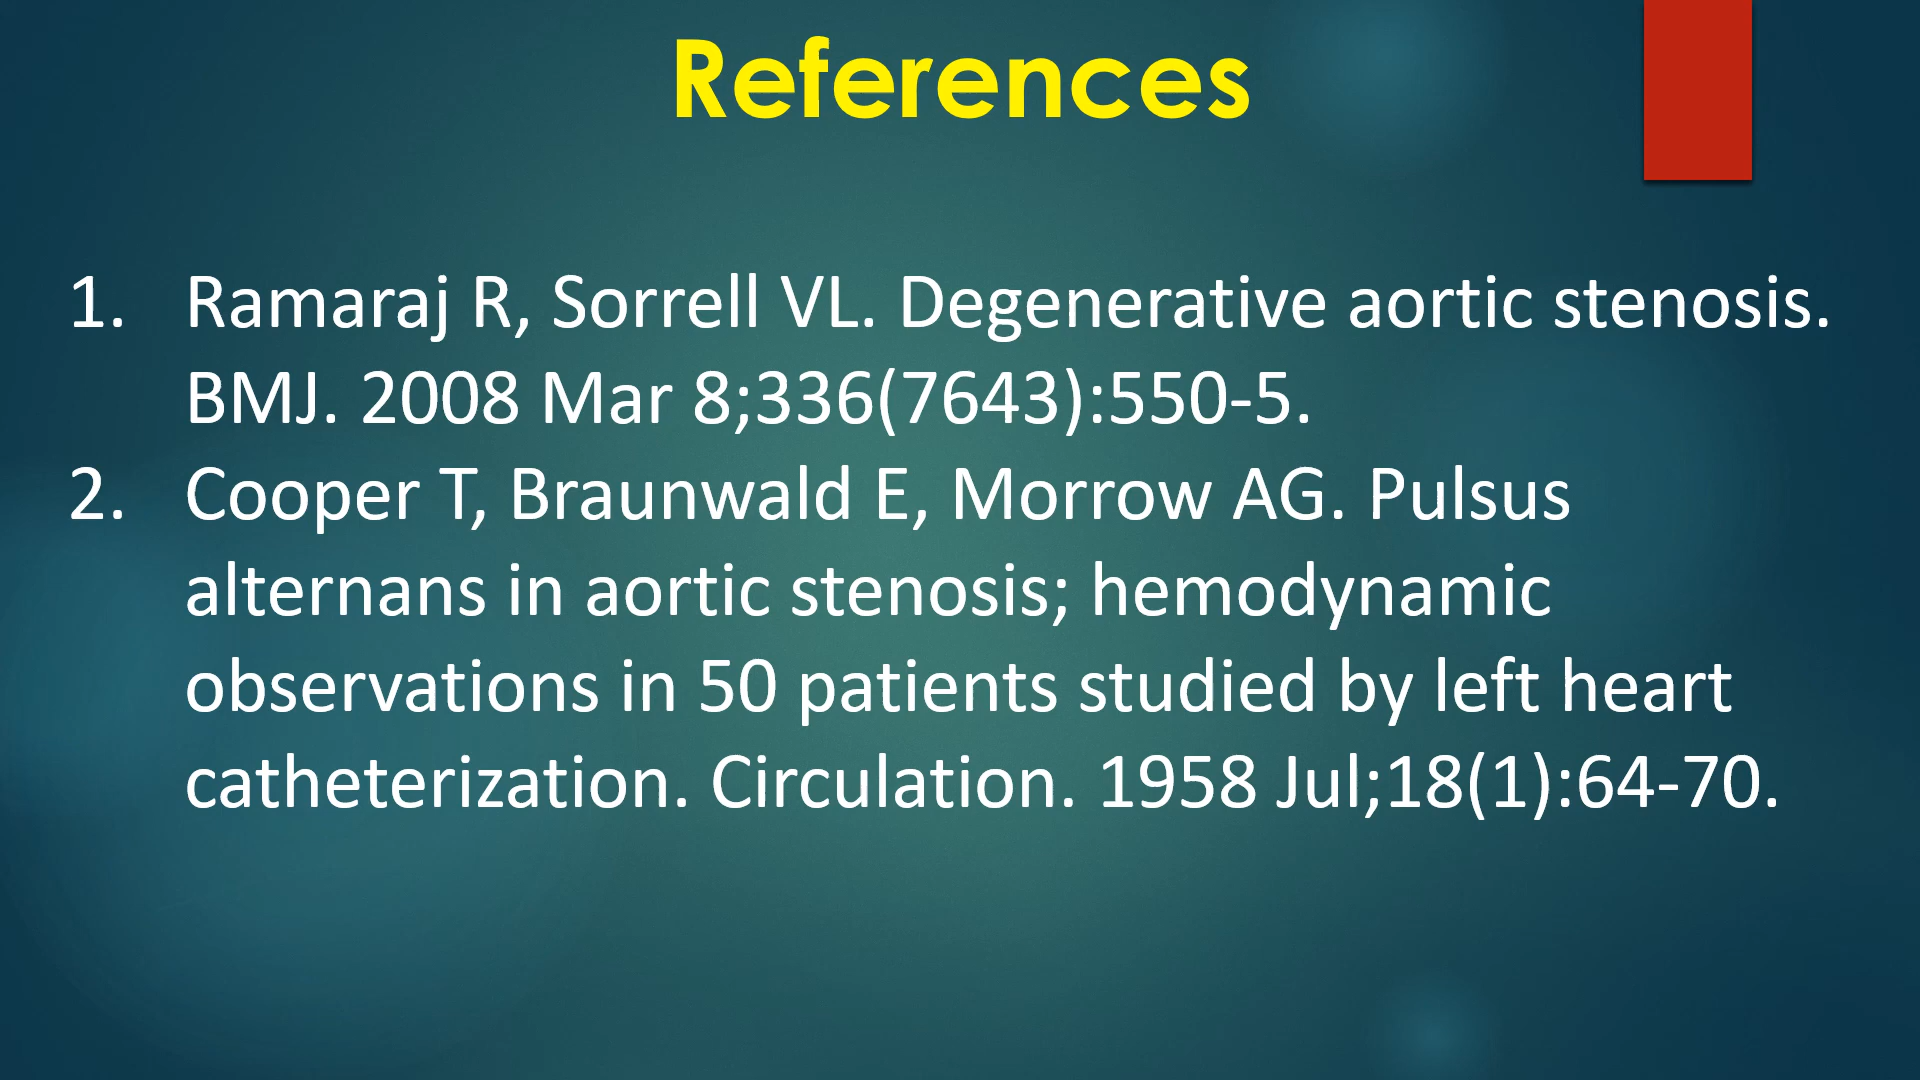 References
1. Ramaraj R, Sorrell VL. Degenerative aortic stenosis.
BMJ. 2008 Mar 8;336(7643):550-5.
2. Cooper T, Braunwald E, Morrow AG. Pulsus
alternans in aortic stenosis; hemodynamic
observations in 50 patients studied by left heart
catheterization. Circulation. 1958 Jul;18(1):64-70.